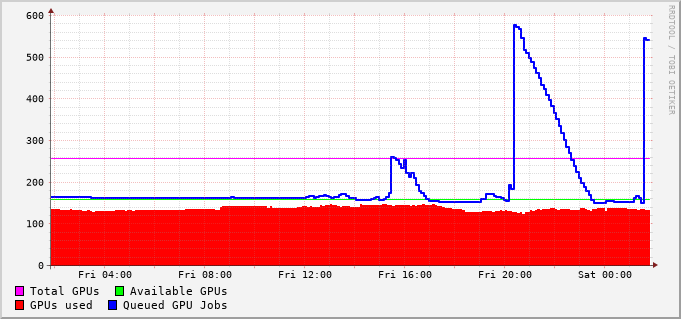 RRDTOOL / TOBI OETIKER
600
500
400
300
200
100
0
Fri 04:00 Fri 08:00 Fri 12:00 Fri 16:00 Fri 20:00 Sat 00:00
Total GPUs Available GPUs
GPUs used Queued GPU Jobs